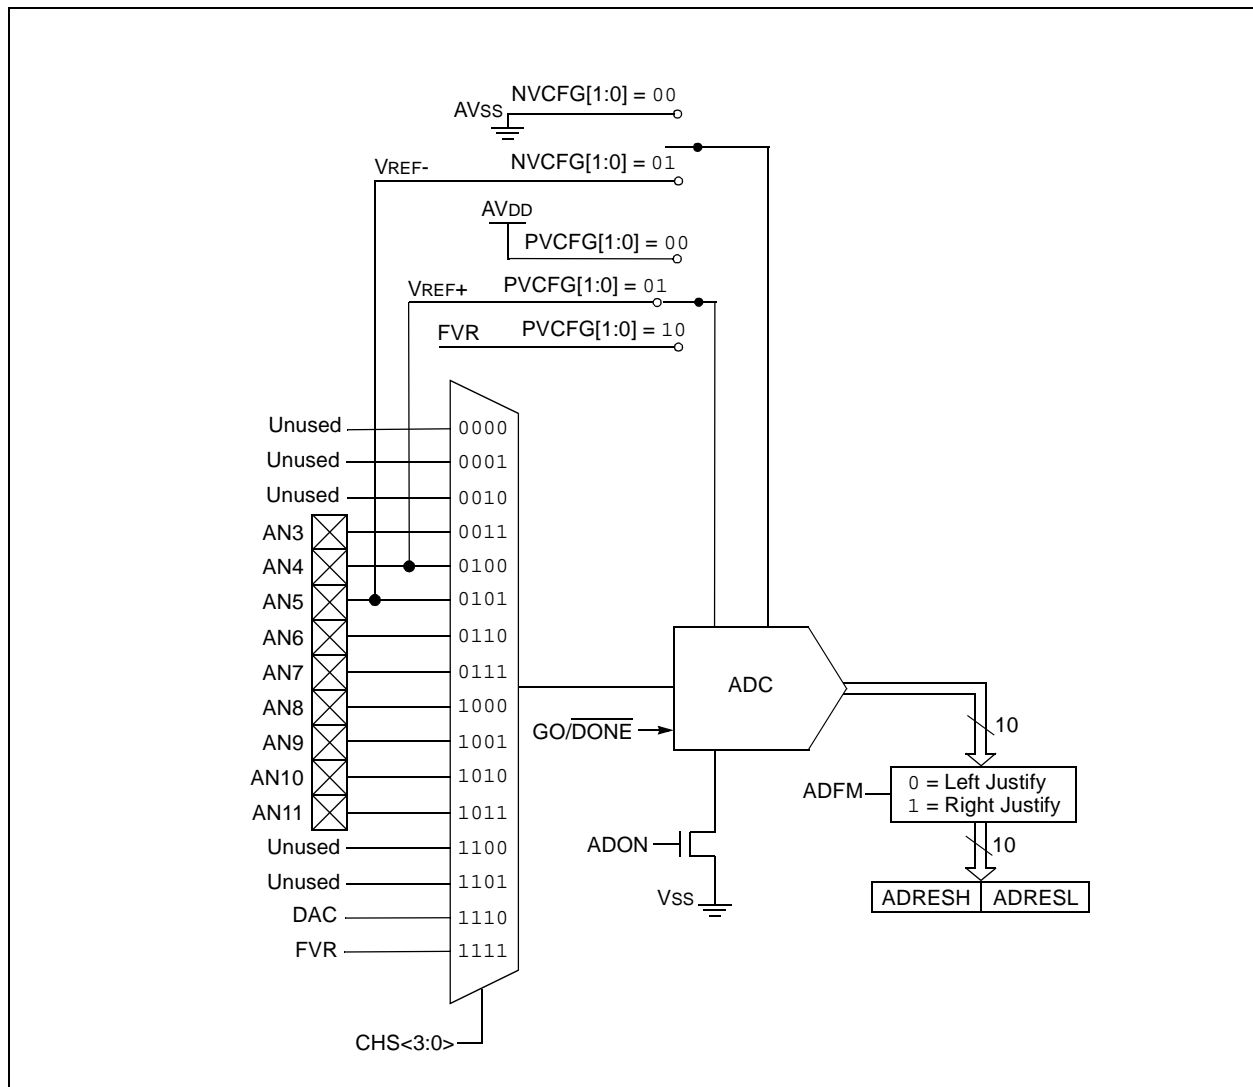 NVCFG[1:0] = 00
AVSS
VREF-
NVCFG[1:0] = 01
AVDD
PVCFG[1:0] = 00
VREF+
PVCFG[1:0] = 01
FVR
PVCFG[1:0] = 10
Unused 0000
Unused 0001
Unused 0010
AN3 0011
AN4 0100
AN5 0101
AN6 0110
AN7 0111
AN8 1000
AN9 1001
AN10 1010
AN11 1011
Unused 1100
Unused 1101
DAC 1110
FVR 1111
CHS<3:0>
ADC
GO/DONE
ADON
VSS
10
ADFM
0 = Left Justify
1 = Right Justify
10
ADRESH ADRESL